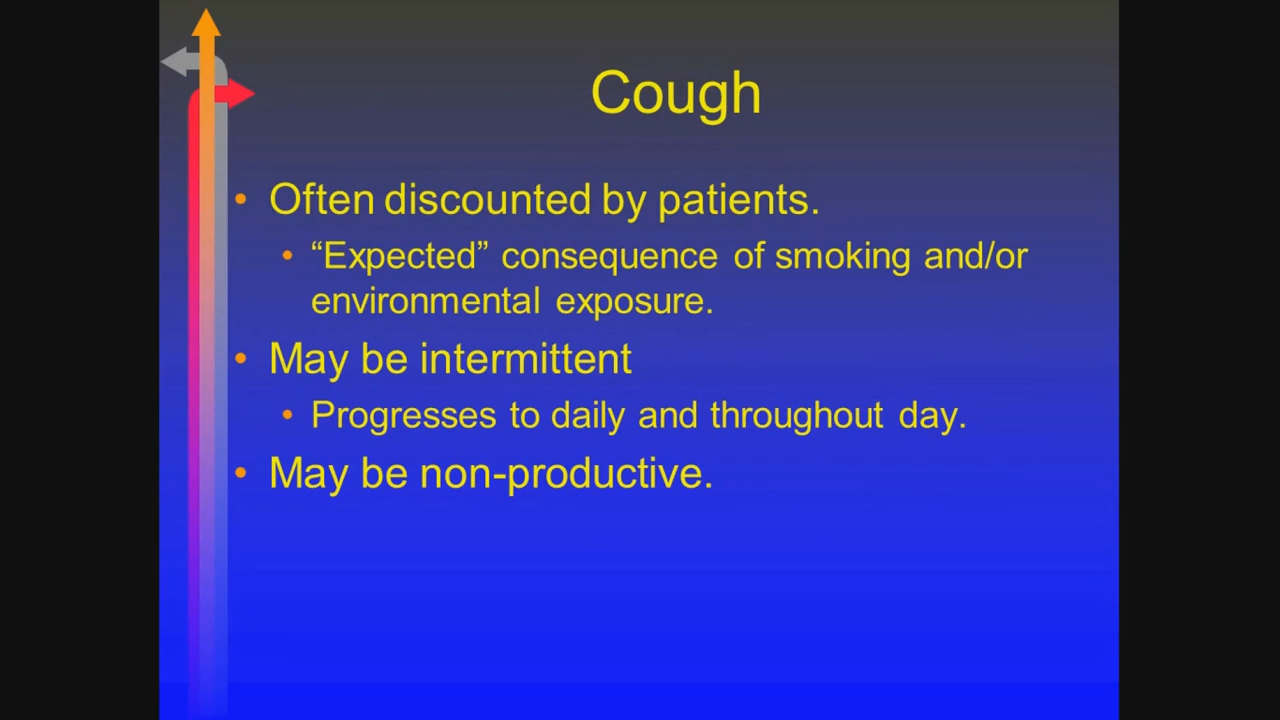 Cough
• Often discounted by patients.
• “Expected” consequence of smoking and/or
environmental exposure.
• May be intermittent
• Progresses to daily and throughout day.
• May be non-productive.